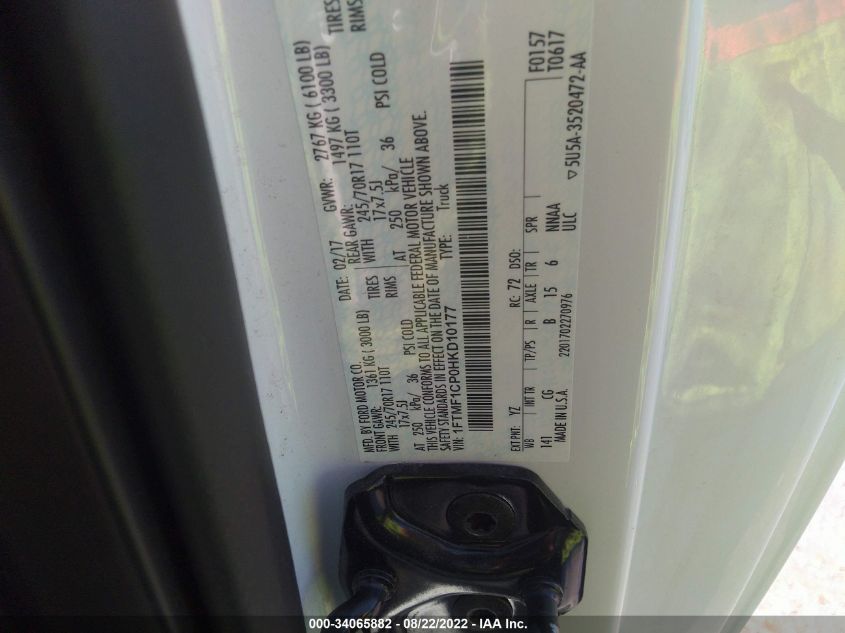 MFD. BY FORD MOTOR CO.
DATE: 02/17 GVWR: 2767 KG ( 6100 LB)
FRONT GAWR: 1361 KG ( 3000 LB) REAR GAWR: 1497 KG ( 3300 LB)
WITH 245/70R17 110T TIRES WITH 245/70R17 110T TIRES
17x7.5J RIMS 17x7.5J RIMS
AT 250 kPa/ 36 PSI COLD AT 250 kPa/ 36 PSI COLD
THIS VEHICLE CONFORMS TO ALL APPLICABLE FEDERAL MOTOR VEHICLE
SAFETY STANDARDS IN EFFECT ON THE DATE OF MANUFACTURE SHOWN ABOVE.
VIN: 1FTMF1CP0HKD10177 TYPE: Truck
F0157
T0617
EXT PNT: YZ RC: 72 DSO:
WB INT TR TP/PS R AXLE TR SPR
141 CG B 15 6 NNAA
MADE IN U.S.A. 2201702270976 ULC
▽5U5A-3520472-AA
000-34065882 - 08/22/2022 - IAA Inc.